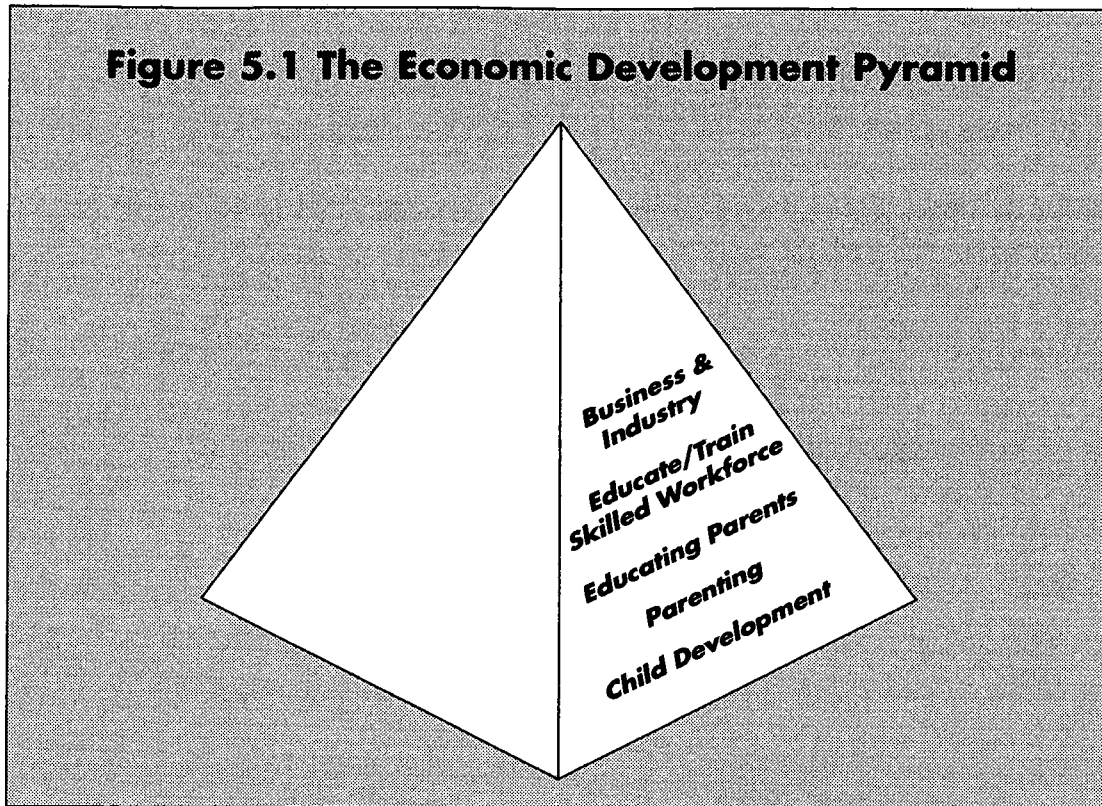 Figure 5.1 The Economic Development Pyramid
Business &
Industry
Educate/Train
Skilled Workforce
Educating Parents
Parenting
Child Development